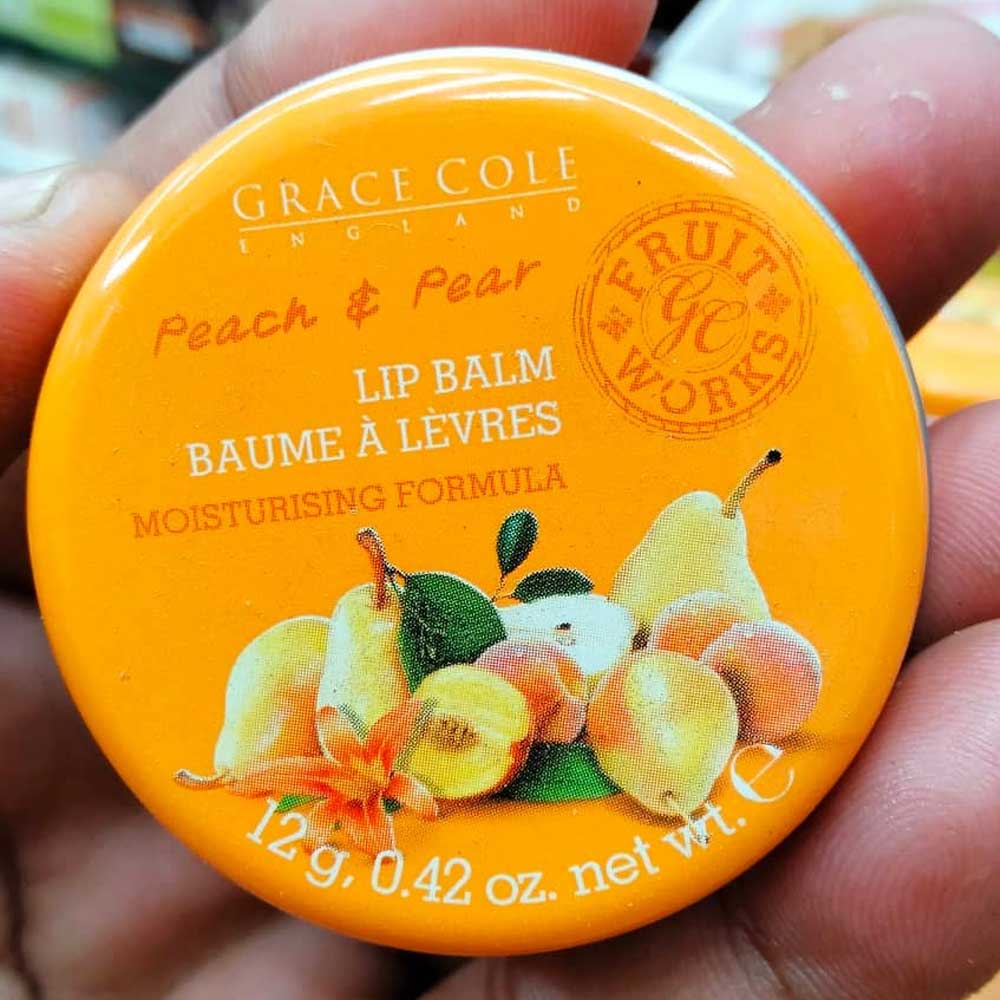 GRACE COLE
ENGLAND
Peach & Pear
FRUIT
GC
WORKS
LIP BALM
BAUME À LÈVRES
MOISTURISING FORMULA
12 g, 0.42 oz. net wt. e